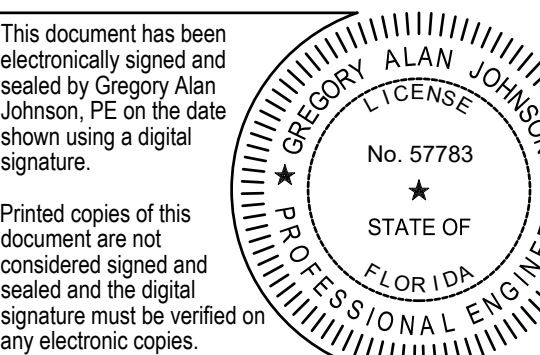 This document has been
electronically signed and
sealed by Gregory Alan
Johnson, PE on the date
shown using a digital
signature.
Printed copies of this
document are not
considered signed and
sealed and the digital
signature must be verified on
any electronic copies.
GREGORY ALAN JOHNSON
LICENSE
No. 57783
★
STATE OF
FLORIDA
★ PROFESSIONAL ENGINE